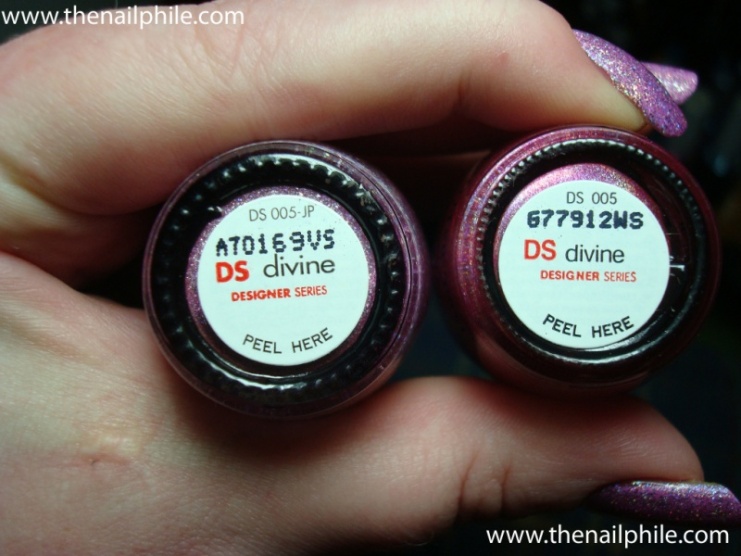 www.thenailphile.com
DS 005-JP
A70169VS
DS divine
DESIGNER SERIES
PEEL HERE
DS 005
677912WS
DS divine
DESIGNER SERIES
PEEL HERE
www.thenailphile.com